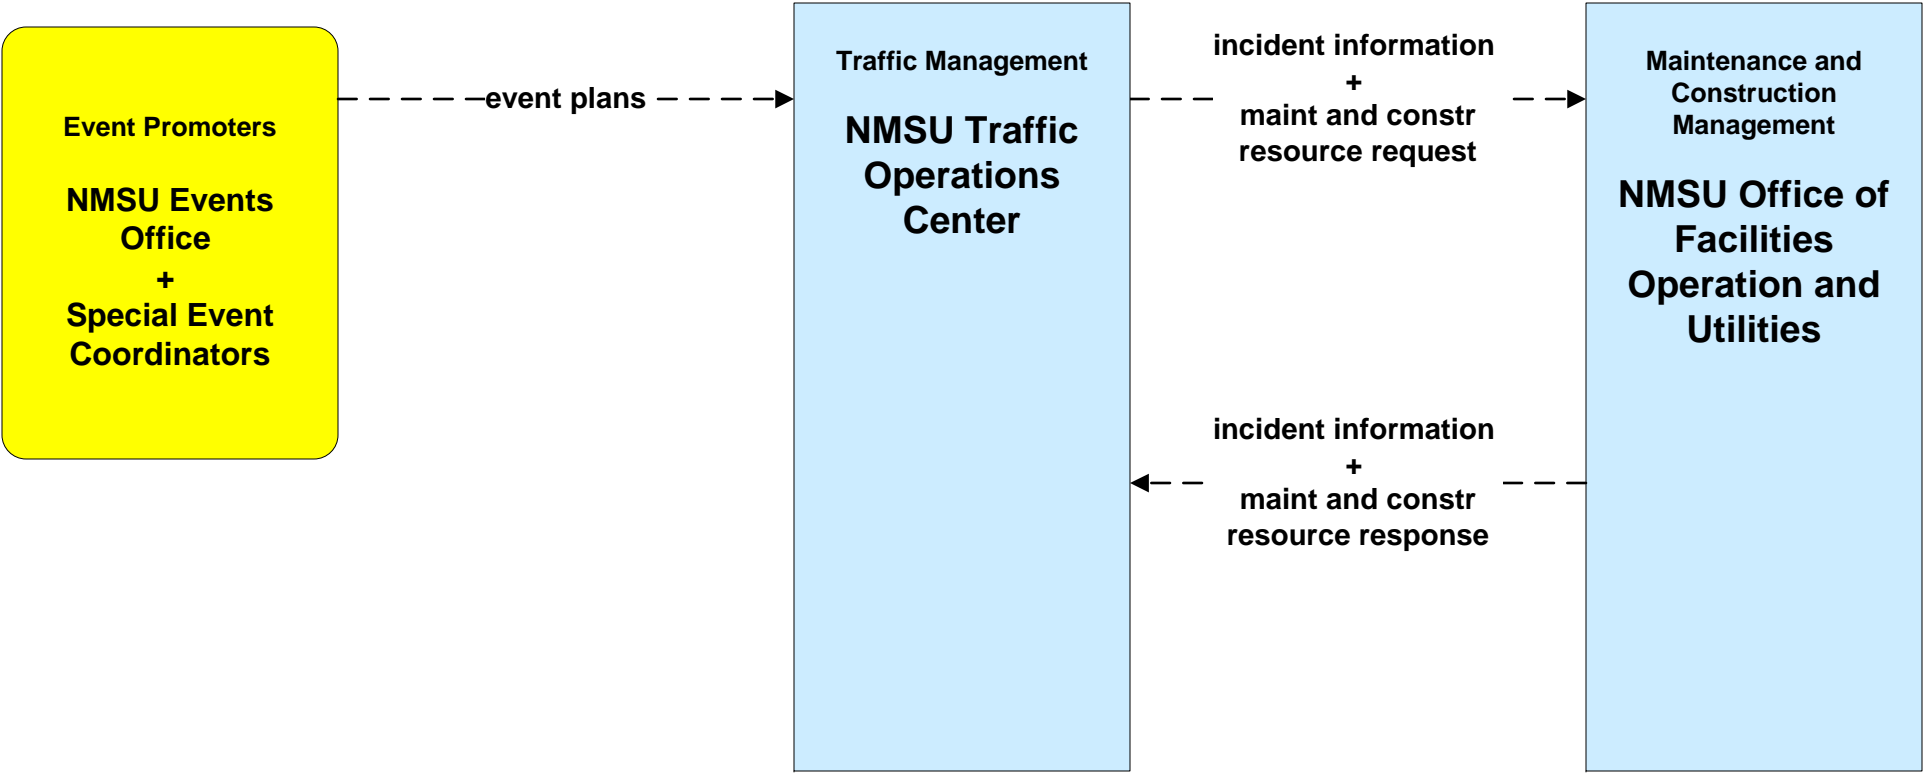 Event Promoters
NMSU Events
Office
+
Special Event
Coordinators
event plans
Traffic Management
NMSU Traffic
Operations
Center
incident information
+
maint and constr
resource request
incident information
+
maint and constr
resource response
Maintenance and
Construction
Management
NMSU Office of
Facilities
Operation and
Utilities